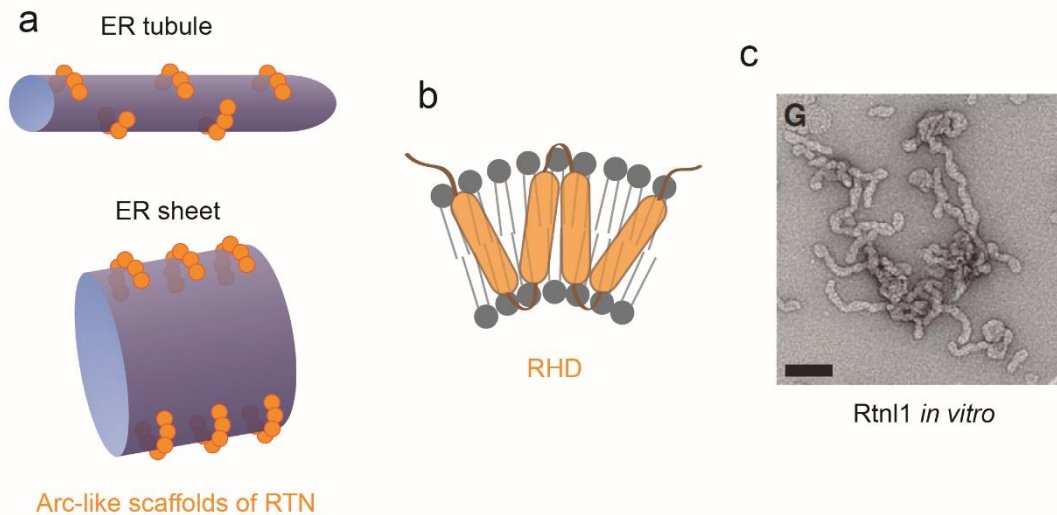 a
ER tubule
ER sheet
Arc-like scaffolds of RTN
b
RHD
c
G
Rtnl1 in vitro